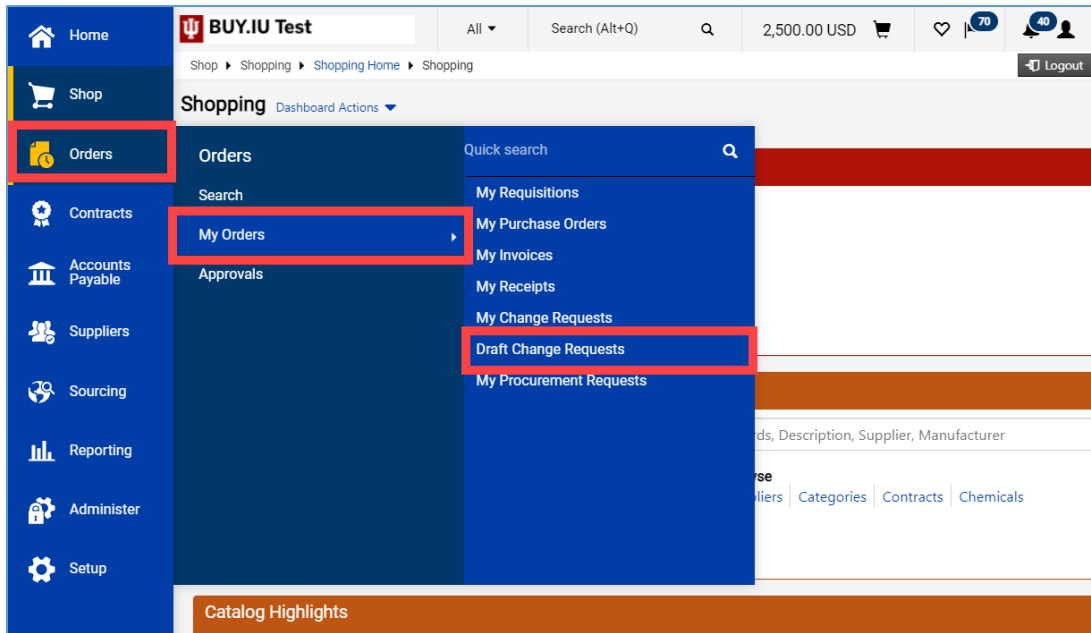 Home
BUY.IU Test
All
Search (Alt+Q)
2,500.00 USD
70
40
Shop ▸ Shopping ▸ Shopping Home ▸ Shopping
Logout
Shop
Shopping Dashboard Actions
Orders
Orders
Quick search
Search
My Requisitions
My Purchase Orders
Contracts
My Orders
My Invoices
Accounts
Payable
Approvals
My Receipts
My Change Requests
Suppliers
Draft Change Requests
My Procurement Requests
Sourcing
Description, Supplier, Manufacturer
Reporting
Categories
Contracts
Chemicals
Administer
Setup
Catalog Highlights